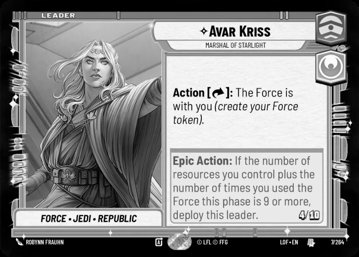 LEADER
AVAR KRISS
MARSHAL OF STARLIGHT
Action [ ]: The Force is
with you (create your Force
token).
Epic Action: If the number of
resources you control plus the
number of times you used the
Force this phase is 9 or more,
deploy this leader.
4/10
FORCE • JEDI • REPUBLIC
ROBYNN FRAUHN
© LFL © FFG
LOF • EN
7/264